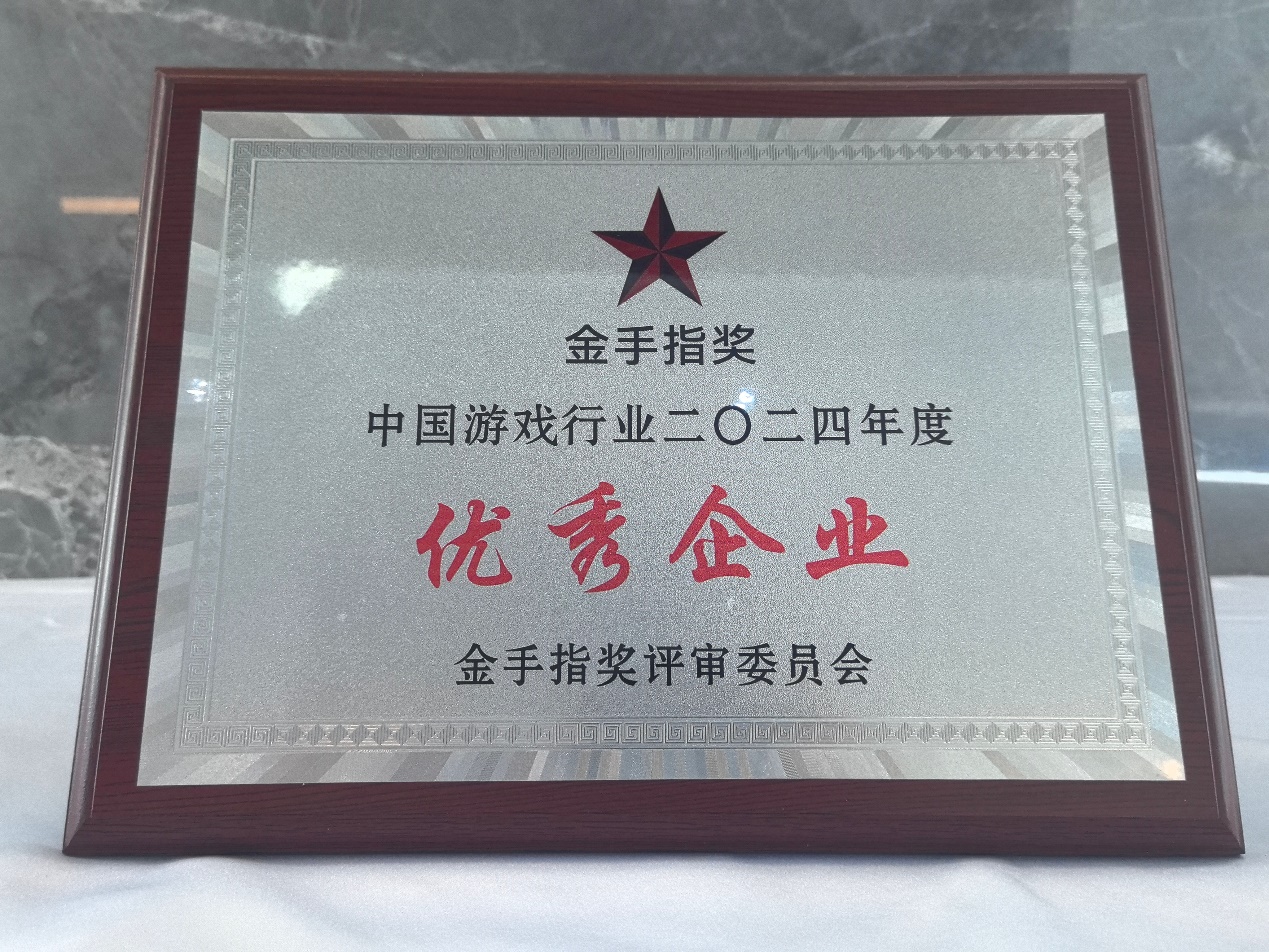 金手指奖
中国游戏行业二〇二四年度
优秀企业
金手指奖评审委员会